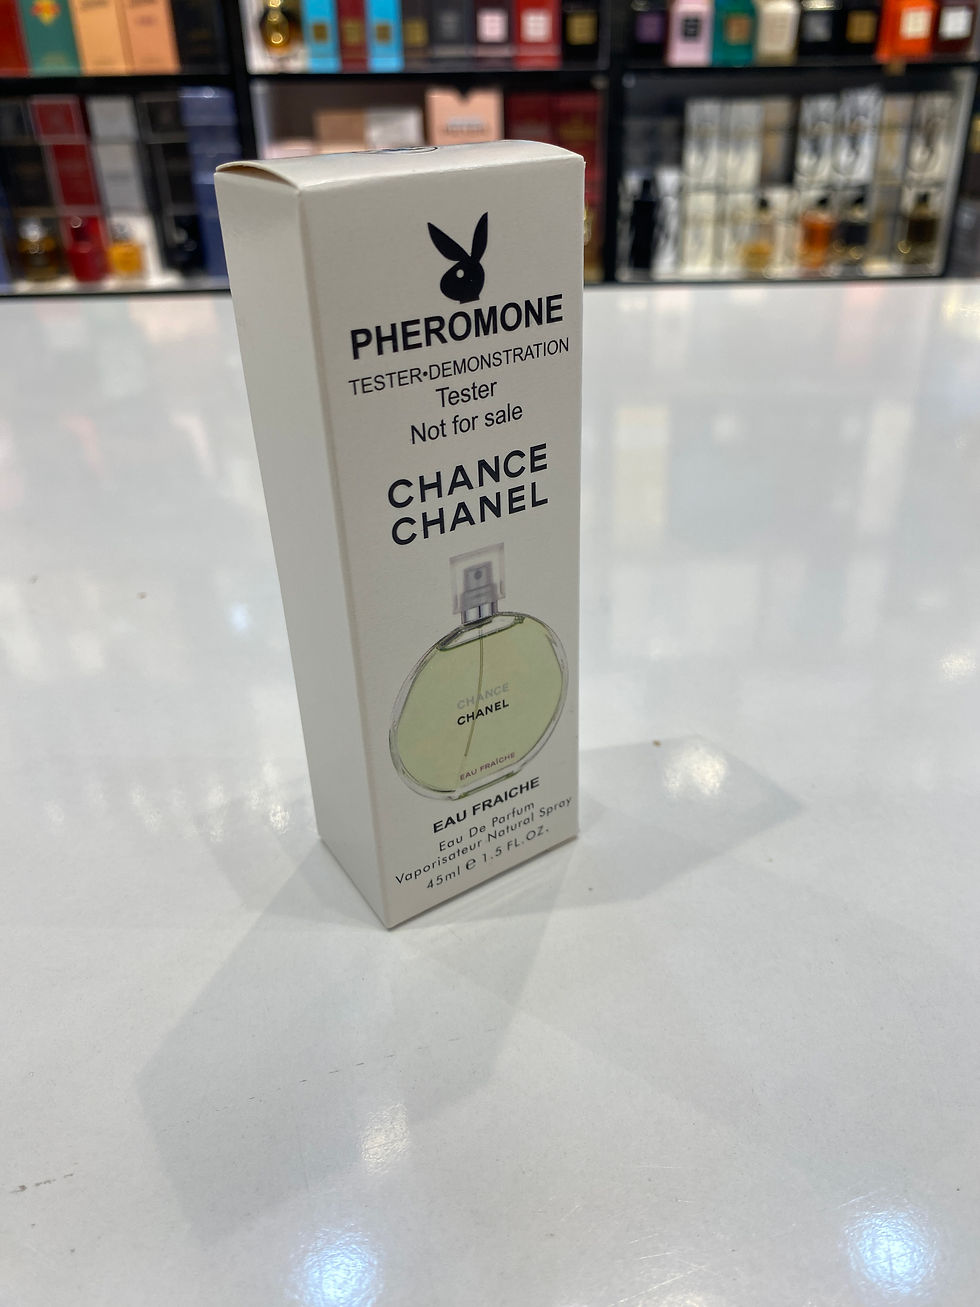 PHEROMONE
TESTER•DEMONSTRATION
Tester
Not for sale
CHANCE
CHANEL
CHANCE
CHANEL
EAU FRAÎCHE
EAU FRAICHE
Eau De Parfum
Vaporisateur Natural Spray
45ml e 1.5 FL.OZ.